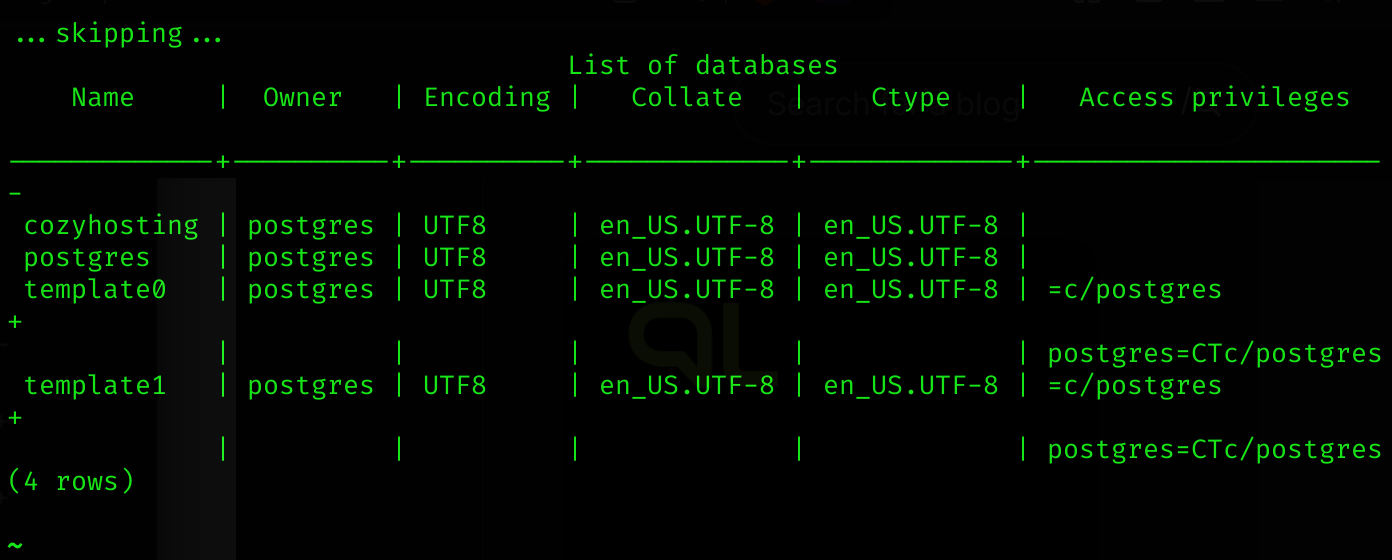 ...skipping...
List of databases
Name | Owner | Encoding | Collate | Ctype | Access privileges
-------------+----------+----------+-------------+-------------+----------------------
-
cozyhosting | postgres | UTF8 | en_US.UTF-8 | en_US.UTF-8 |
postgres | postgres | UTF8 | en_US.UTF-8 | en_US.UTF-8 |
template0 | postgres | UTF8 | en_US.UTF-8 | en_US.UTF-8 | =c/postgres
+
| | | | | postgres=CTc/postgres
template1 | postgres | UTF8 | en_US.UTF-8 | en_US.UTF-8 | =c/postgres
+
| | | | | postgres=CTc/postgres
(4 rows)
~